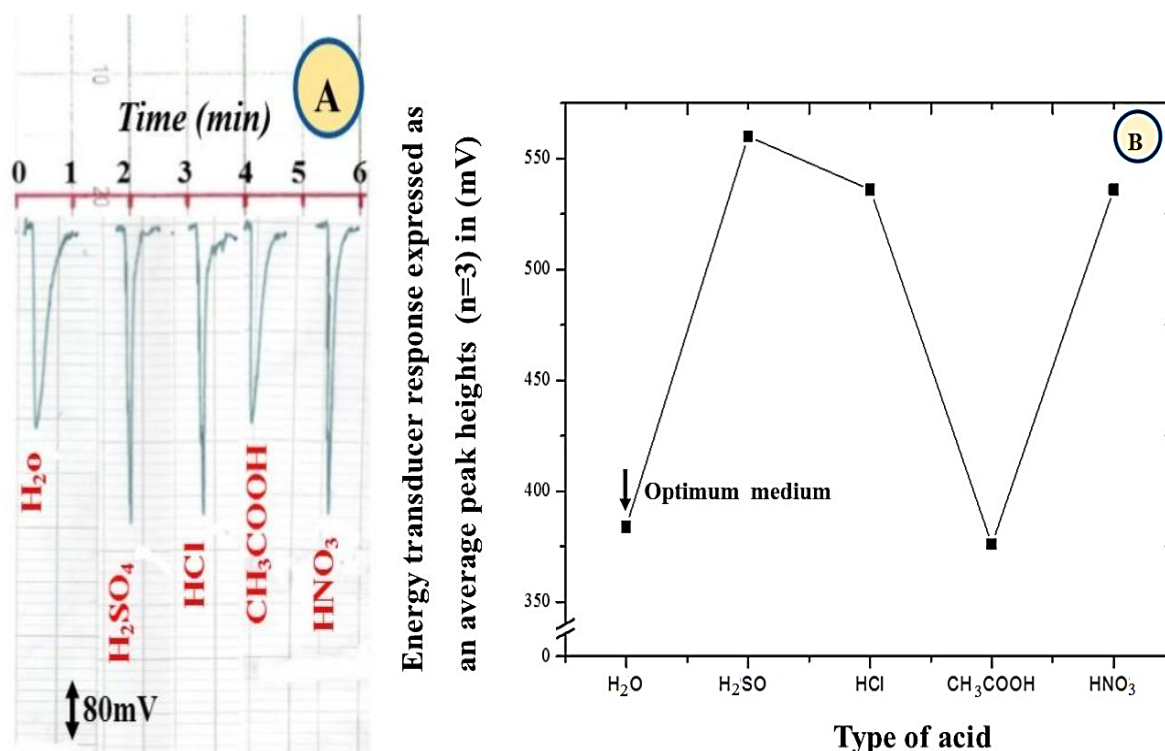 10
A
Time (min)
0 1 2 3 4 5 6
20
H₂o
H₂SO₄
HCl
CH₃COOH
HNO₃
80mV
Energy transducer response expressed as
an average peak heights (n=3) in (mV)
B
550
500
450
400
350
0
Optimum medium
H₂O H₂SO HCl CH₃COOH HNO₃
Type of acid